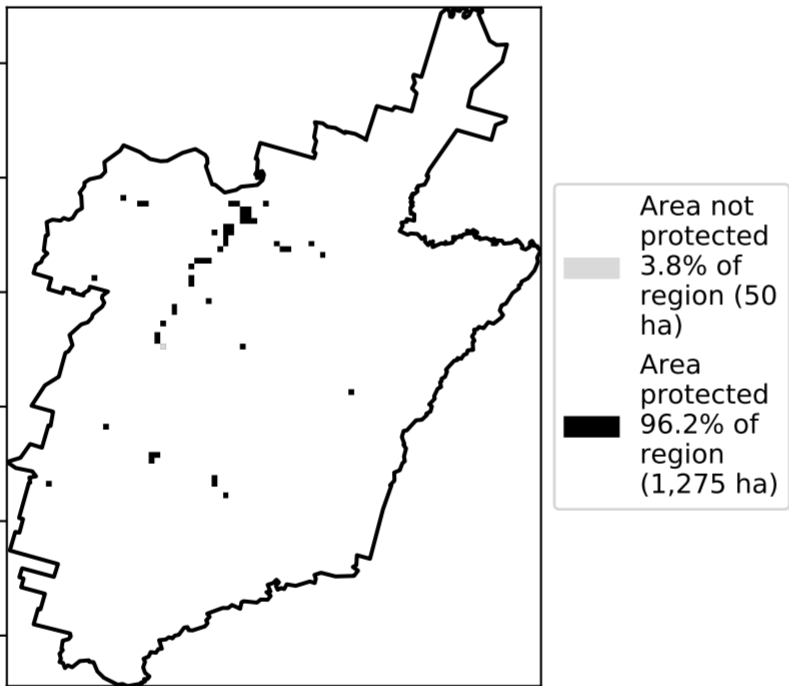 Area not
protected
3.8% of
region (50
ha)
Area
protected
96.2% of
region
(1,275 ha)